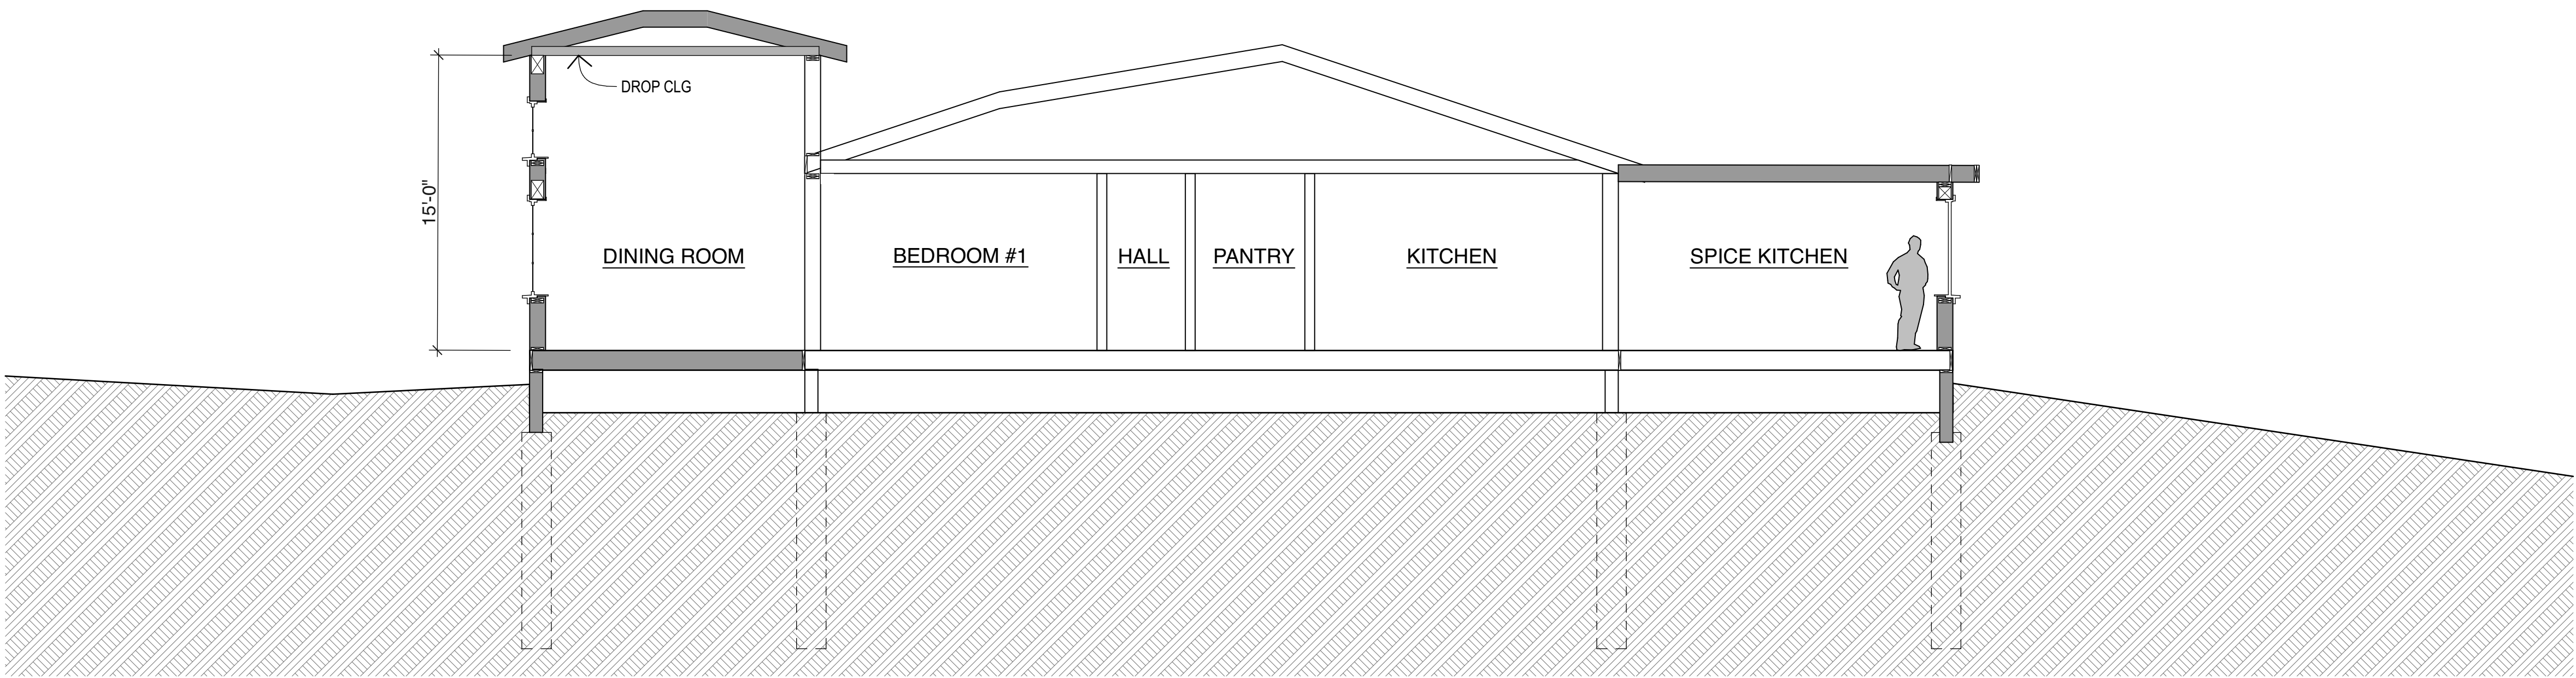 DROP CLG
15'-0"
DINING ROOM
BEDROOM #1
HALL
PANTRY
KITCHEN
SPICE KITCHEN